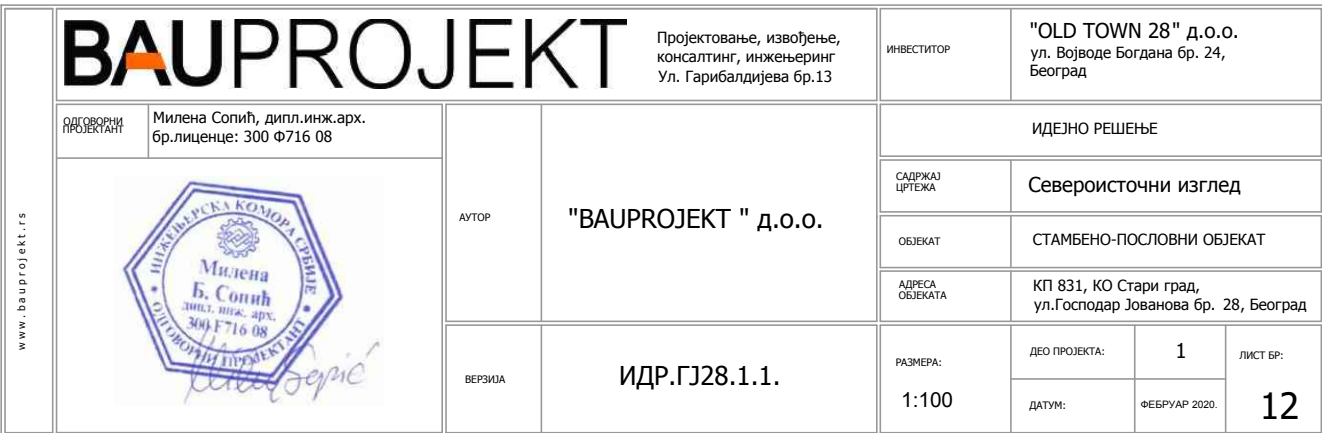 www.bauprojekt.rs
BAUPROJEKT
Пројектовање, извођење,
консалтинг, инжењеринг
Ул. Гарибалдијева бр.13
ИНВЕСТИТОР
"OLD TOWN 28" д.о.о.
ул. Војводе Богдана бр. 24,
Београд
ОДГОВОРНИ
ПРОЈЕКТАНТ
Милена Сопић, дипл.инж.арх.
бр.лиценце: 300 Ф716 08
ИНЖЕЊЕРСКА КОМОРА СРБИЈЕ
Милена
Б. Сопић
дипл. инж. арх.
300 F716 08
ОДГОВОРНИ ПРОЈЕКТАНТ
АУТОР
"BAUPROJEKT " д.о.о.
ВЕРЗИЈА
ИДР.ГЈ28.1.1.
ИДЕЈНО РЕШЕЊЕ
САДРЖАЈ
ЦРТЕЖА
Североисточни изглед
ОБЈЕКАТ
СТАМБЕНО-ПОСЛОВНИ ОБЈЕКАТ
АДРЕСА
ОБЈЕКАТА
КП 831, КО Стари град,
ул.Господар Јованова бр. 28, Београд
РАЗМЕРА:
1:100
ДЕО ПРОЈЕКТА:
1
ДАТУМ:
ФЕБРУАР 2020.
ЛИСТ БР:
12